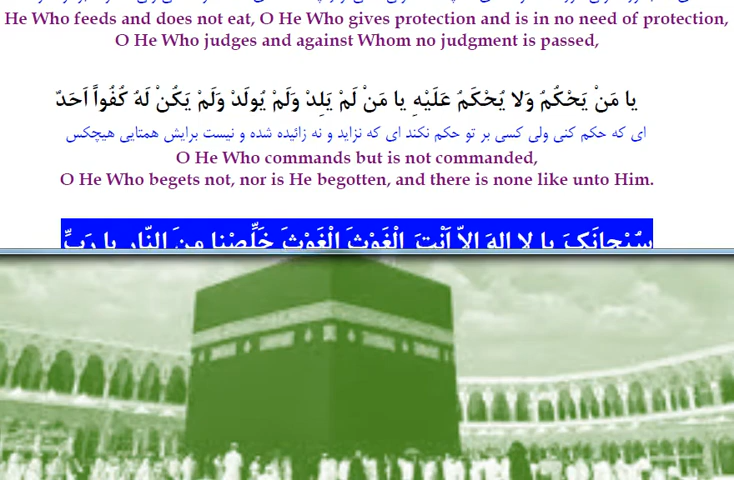 He Who feeds and does not eat, O He Who gives protection and is in no need of protection,
O He Who judges and against Whom no judgment is passed,
یا مَنْ یَحْکُمُ وَلا یُحْکَمُ عَلَیْهِ یا مَنْ لَمْ یَلِدْ وَلَمْ یُولَدْ وَلَمْ یَکُنْ لَهُ کُفُواً اَحَدٌ
ای که حکم کنی ولی کسی بر تو حکم نکند ای که نزاید و نه زائیده شده و نیست برایش همتایی هیچکس
O He Who commands but is not commanded,
O He Who begets not, nor is He begotten, and there is none like unto Him.
سُبْحانَکَ یا لا اِلهَ اِلاّ اَنْتَ الْغَوْثَ الْغَوْثَ خَلِّصْنا مِنَ النّارِ یا رَبِّ